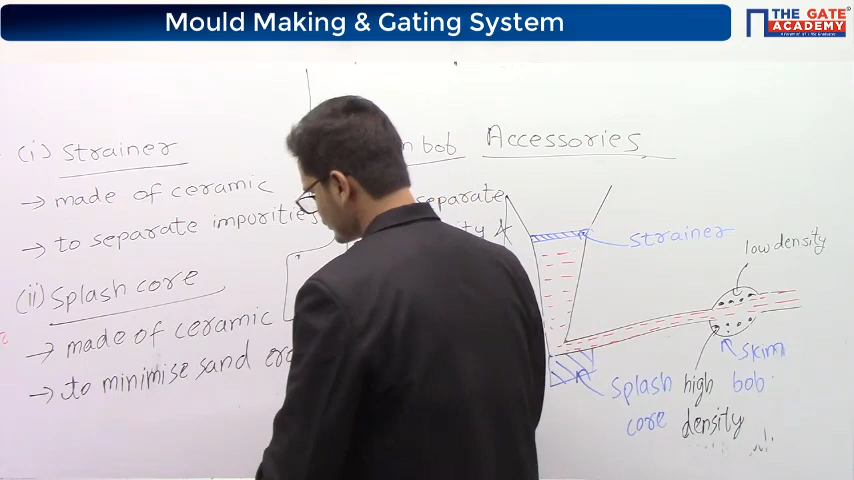 Mould Making & Gating System
THE GATE
ACADEMY
Accessories
(i) Strainer
→ made of ceramic
→ to separate impurities
(ii) Splash core
→ made of ceramic
→ to minimise sand
bob
separate
strainer
low density
skim
bob
splash
core
high
density